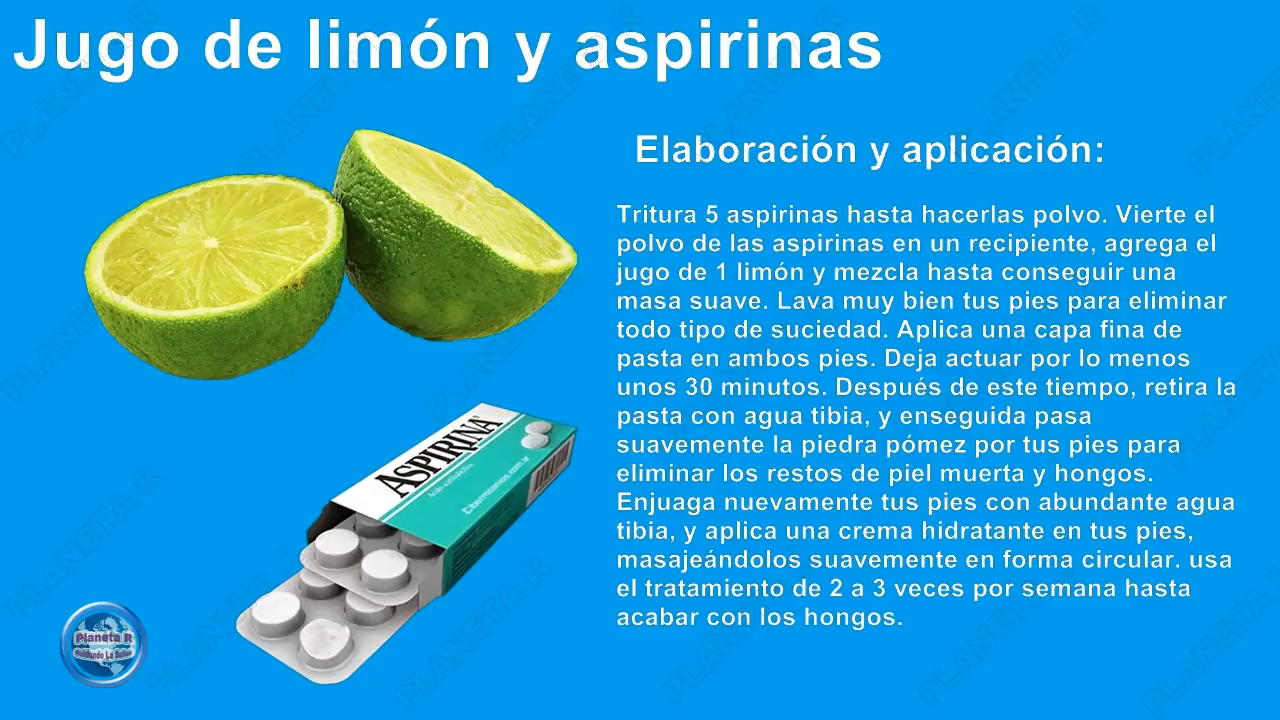 Jugo de limón y aspirinas
Elaboración y aplicación:
Tritura 5 aspirinas hasta hacerlas polvo. Vierte el
polvo de las aspirinas en un recipiente, agrega el
jugo de 1 limón y mezcla hasta conseguir una
masa suave. Lava muy bien tus pies para eliminar
todo tipo de suciedad. Aplica una capa fina de
pasta en ambos pies. Deja actuar por lo menos
unos 30 minutos. Después de este tiempo, retira la
pasta con agua tibia, y enseguida pasa
suavemente la piedra pómez por tus pies para
eliminar los restos de piel muerta y hongos.
Enjuaga nuevamente tus pies con abundante agua
tibia, y aplica una crema hidratante en tus pies,
masajeándolos suavemente en forma circular. usa
el tratamiento de 2 a 3 veces por semana hasta
acabar con los hongos.
ASPIRINA
Planeta R
PLANETA R